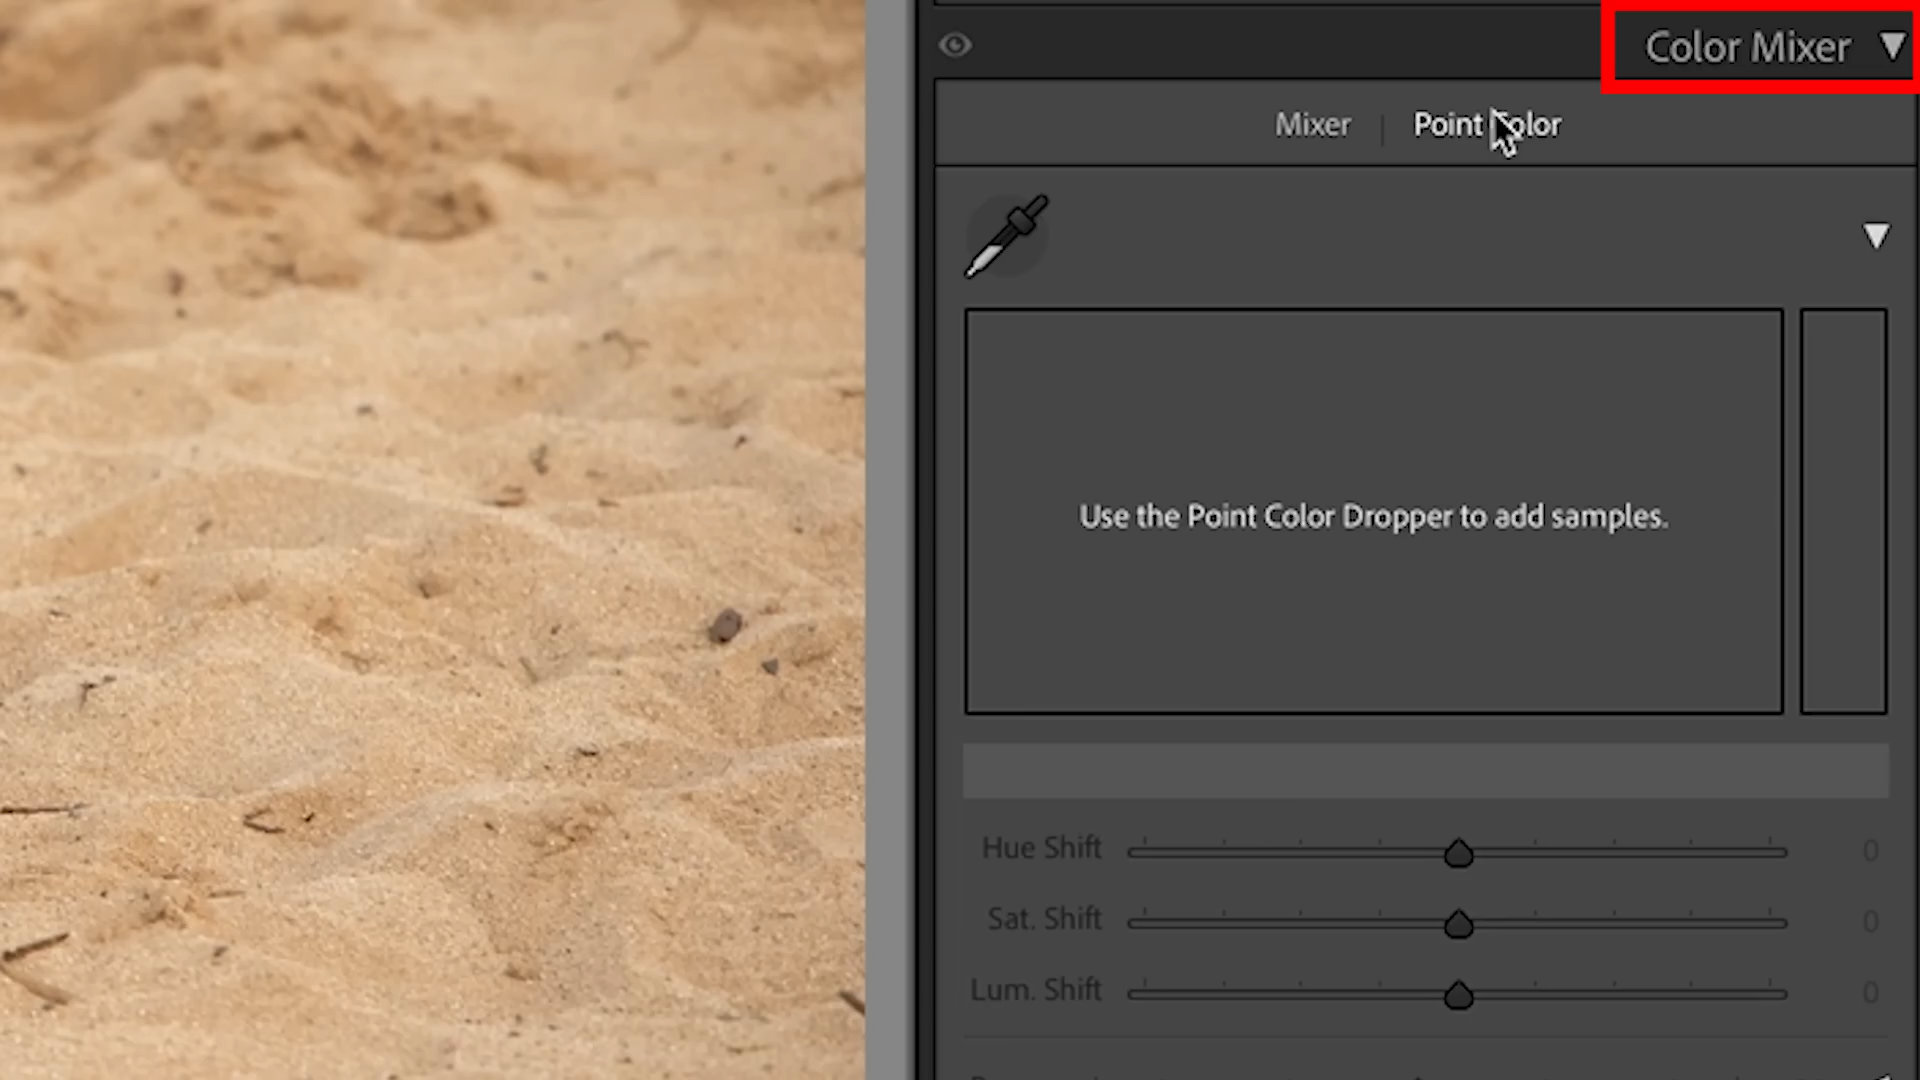 Color Mixer
Mixer | Point Color
Use the Point Color Dropper to add samples.
Hue Shift 0
Sat. Shift 0
Lum. Shift 0